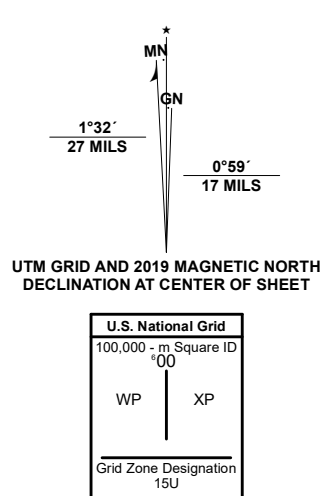 ★
MN
GN
1°32´
27 MILS
0°59´
17 MILS
UTM GRID AND 2019 MAGNETIC NORTH
DECLINATION AT CENTER OF SHEET
U.S. National Grid
100,000 - m Square ID
⁶00
WP XP
Grid Zone Designation
15U